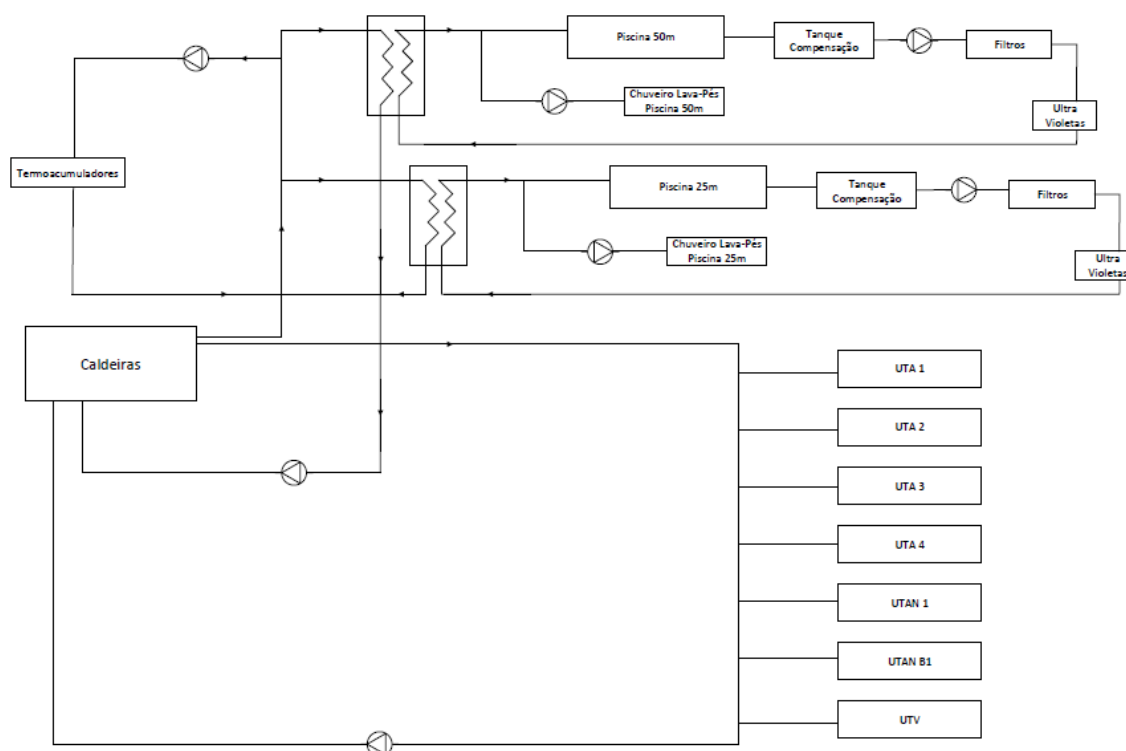 Piscina 50m
Tanque
Compensação
Filtros
Chuveiro Lava-Pés
Piscina 50m
Ultra
Violetas
Termoacumuladores
Piscina 25m
Tanque
Compensação
Filtros
Chuveiro Lava-Pés
Piscina 25m
Ultra
Violetas
Caldeiras
UTA 1
UTA 2
UTA 3
UTA 4
UTAN 1
UTAN B1
UTV